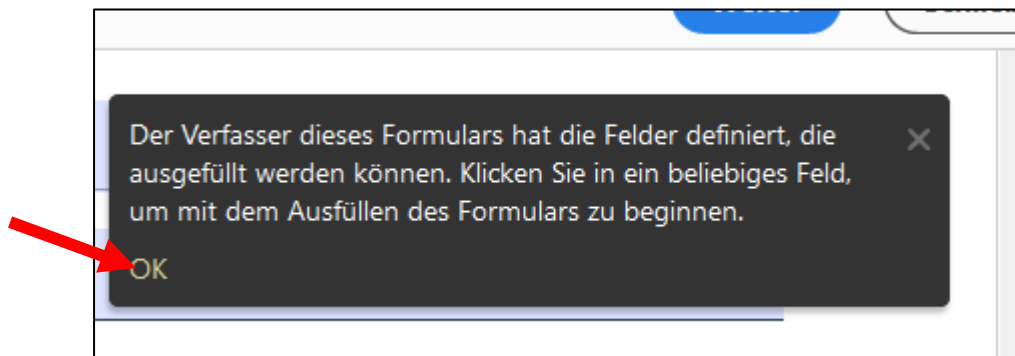 Der Verfasser dieses Formulars hat die Felder definiert, die
ausgefüllt werden können. Klicken Sie in ein beliebiges Feld,
um mit dem Ausfüllen des Formulars zu beginnen.
OK